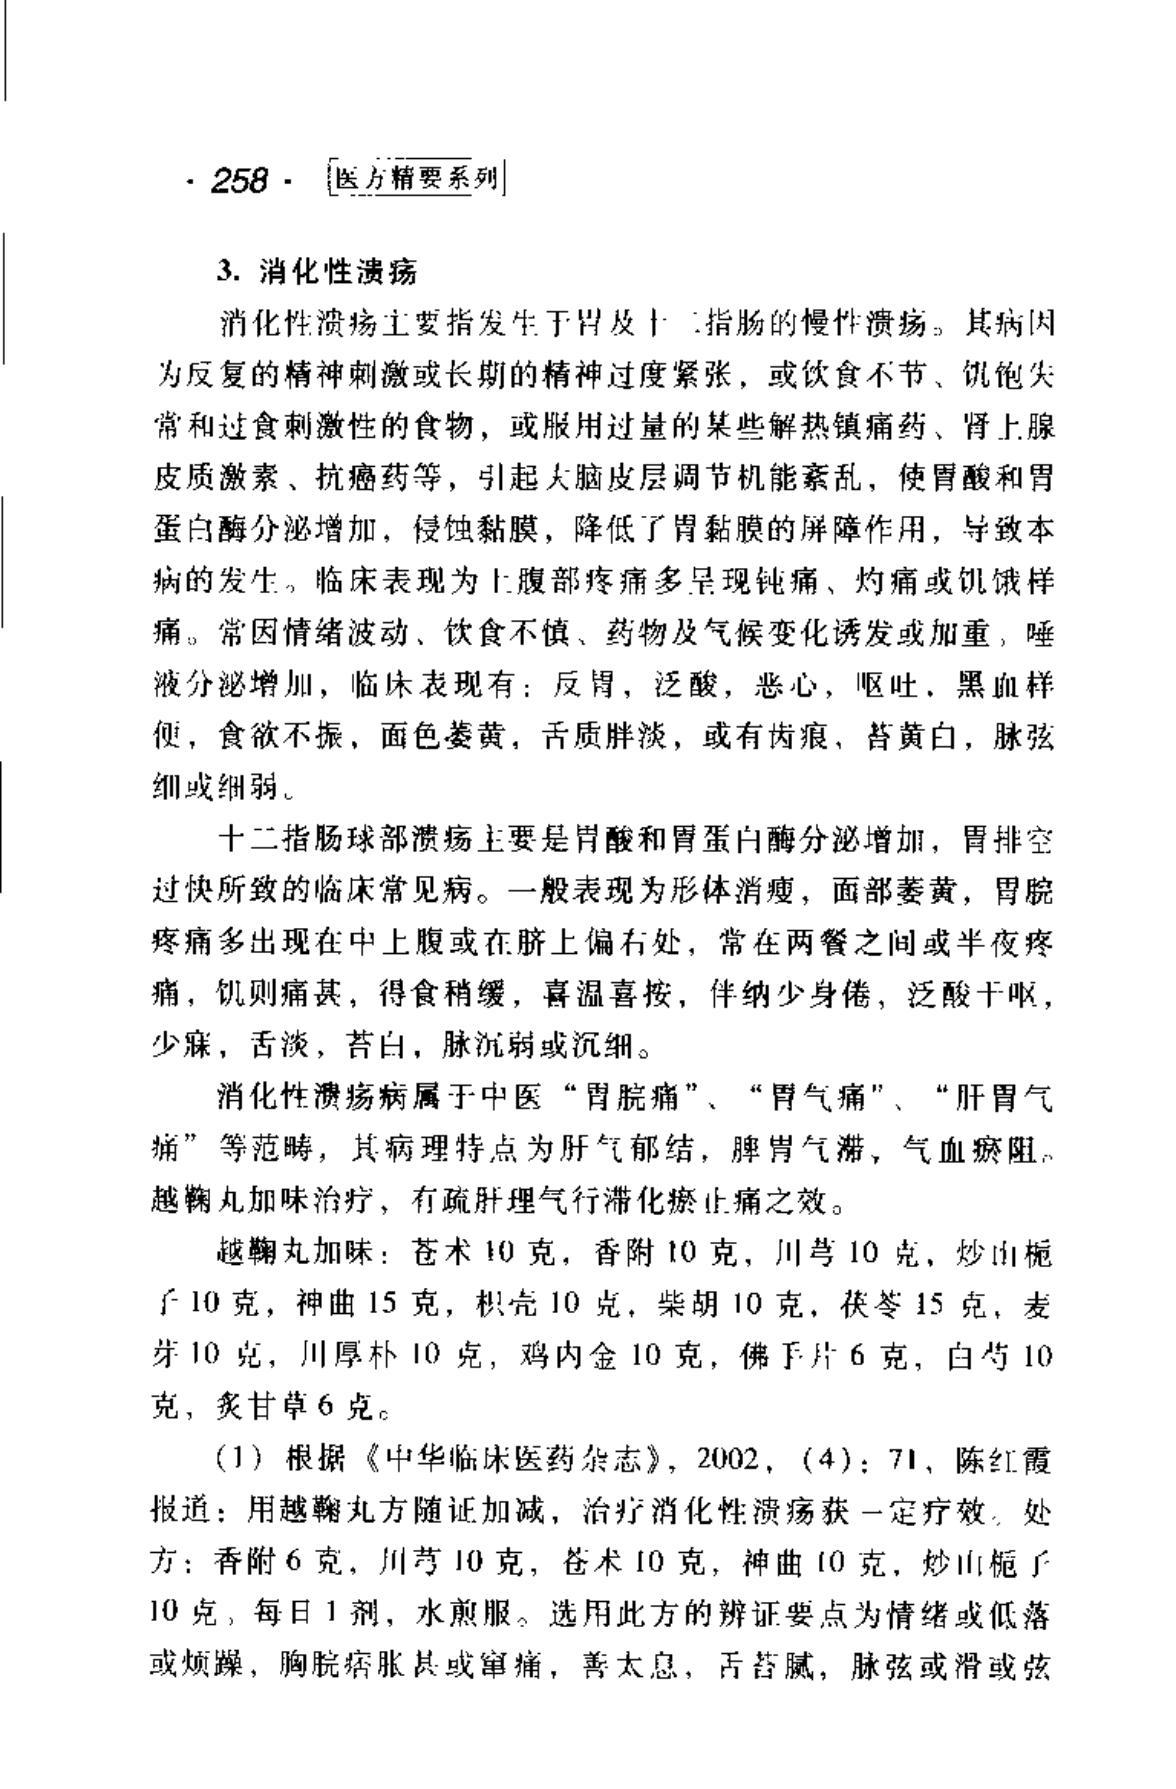 · 258 · 医方精要系列
3. 消化性溃疡
消化性溃疡主要指发生于胃及十二指肠的慢性溃疡。其病因
为反复的精神刺激或长期的精神过度紧张，或饮食不节、饥饱失
常和过食刺激性的食物，或服用过量的某些解热镇痛药、肾上腺
皮质激素、抗癌药等，引起大脑皮层调节机能紊乱，使胃酸和胃
蛋白酶分泌增加，侵蚀黏膜，降低了胃黏膜的屏障作用，导致本
病的发生。临床表现为上腹部疼痛多呈现钝痛、灼痛或饥饿样
痛。常因情绪波动、饮食不慎、药物及气候变化诱发或加重。唾
液分泌增加，临床表现有：反胃，泛酸，恶心，呕吐，黑血样
便，食欲不振，面色萎黄，舌质胖淡，或有齿痕，苔黄白，脉弦
细或细弱。
十二指肠球部溃疡主要是胃酸和胃蛋白酶分泌增加，胃排空
过快所致的临床常见病。一般表现为形体消瘦，面部萎黄，胃脘
疼痛多出现在中上腹或在脐上偏右处，常在两餐之间或半夜疼
痛，饥则痛甚，得食稍缓，喜温喜按，伴纳少身倦，泛酸干呕，
少寐，舌淡，苔白，脉沉弱或沉细。
消化性溃疡病属于中医“胃脘痛”、“胃气痛”、“肝胃气
痛”等范畴，其病理特点为肝气郁结，脾胃气滞，气血瘀阻。
越鞠丸加味治疗，有疏肝理气行滞化瘀止痛之效。
越鞠丸加味：苍术 10 克，香附 10 克，川芎 10 克，炒山栀
子 10 克，神曲 15 克，枳壳 10 克，柴胡 10 克，茯苓 15 克，麦
芽 10 克，川厚朴 10 克，鸡内金 10 克，佛手片 6 克，白芍 10
克，炙甘草 6 克。
(1) 根据《中华临床医药杂志》，2002，(4)：71，陈红霞
报道：用越鞠丸方随证加减，治疗消化性溃疡获一定疗效。处
方：香附 6 克，川芎 10 克，苍术 10 克，神曲 10 克，炒山栀子
10 克。每日 1 剂，水煎服。选用此方的辨证要点为情绪或低落
或烦躁，胸脘痞胀甚或窜痛，善太息，舌苔腻，脉弦或滑或弦